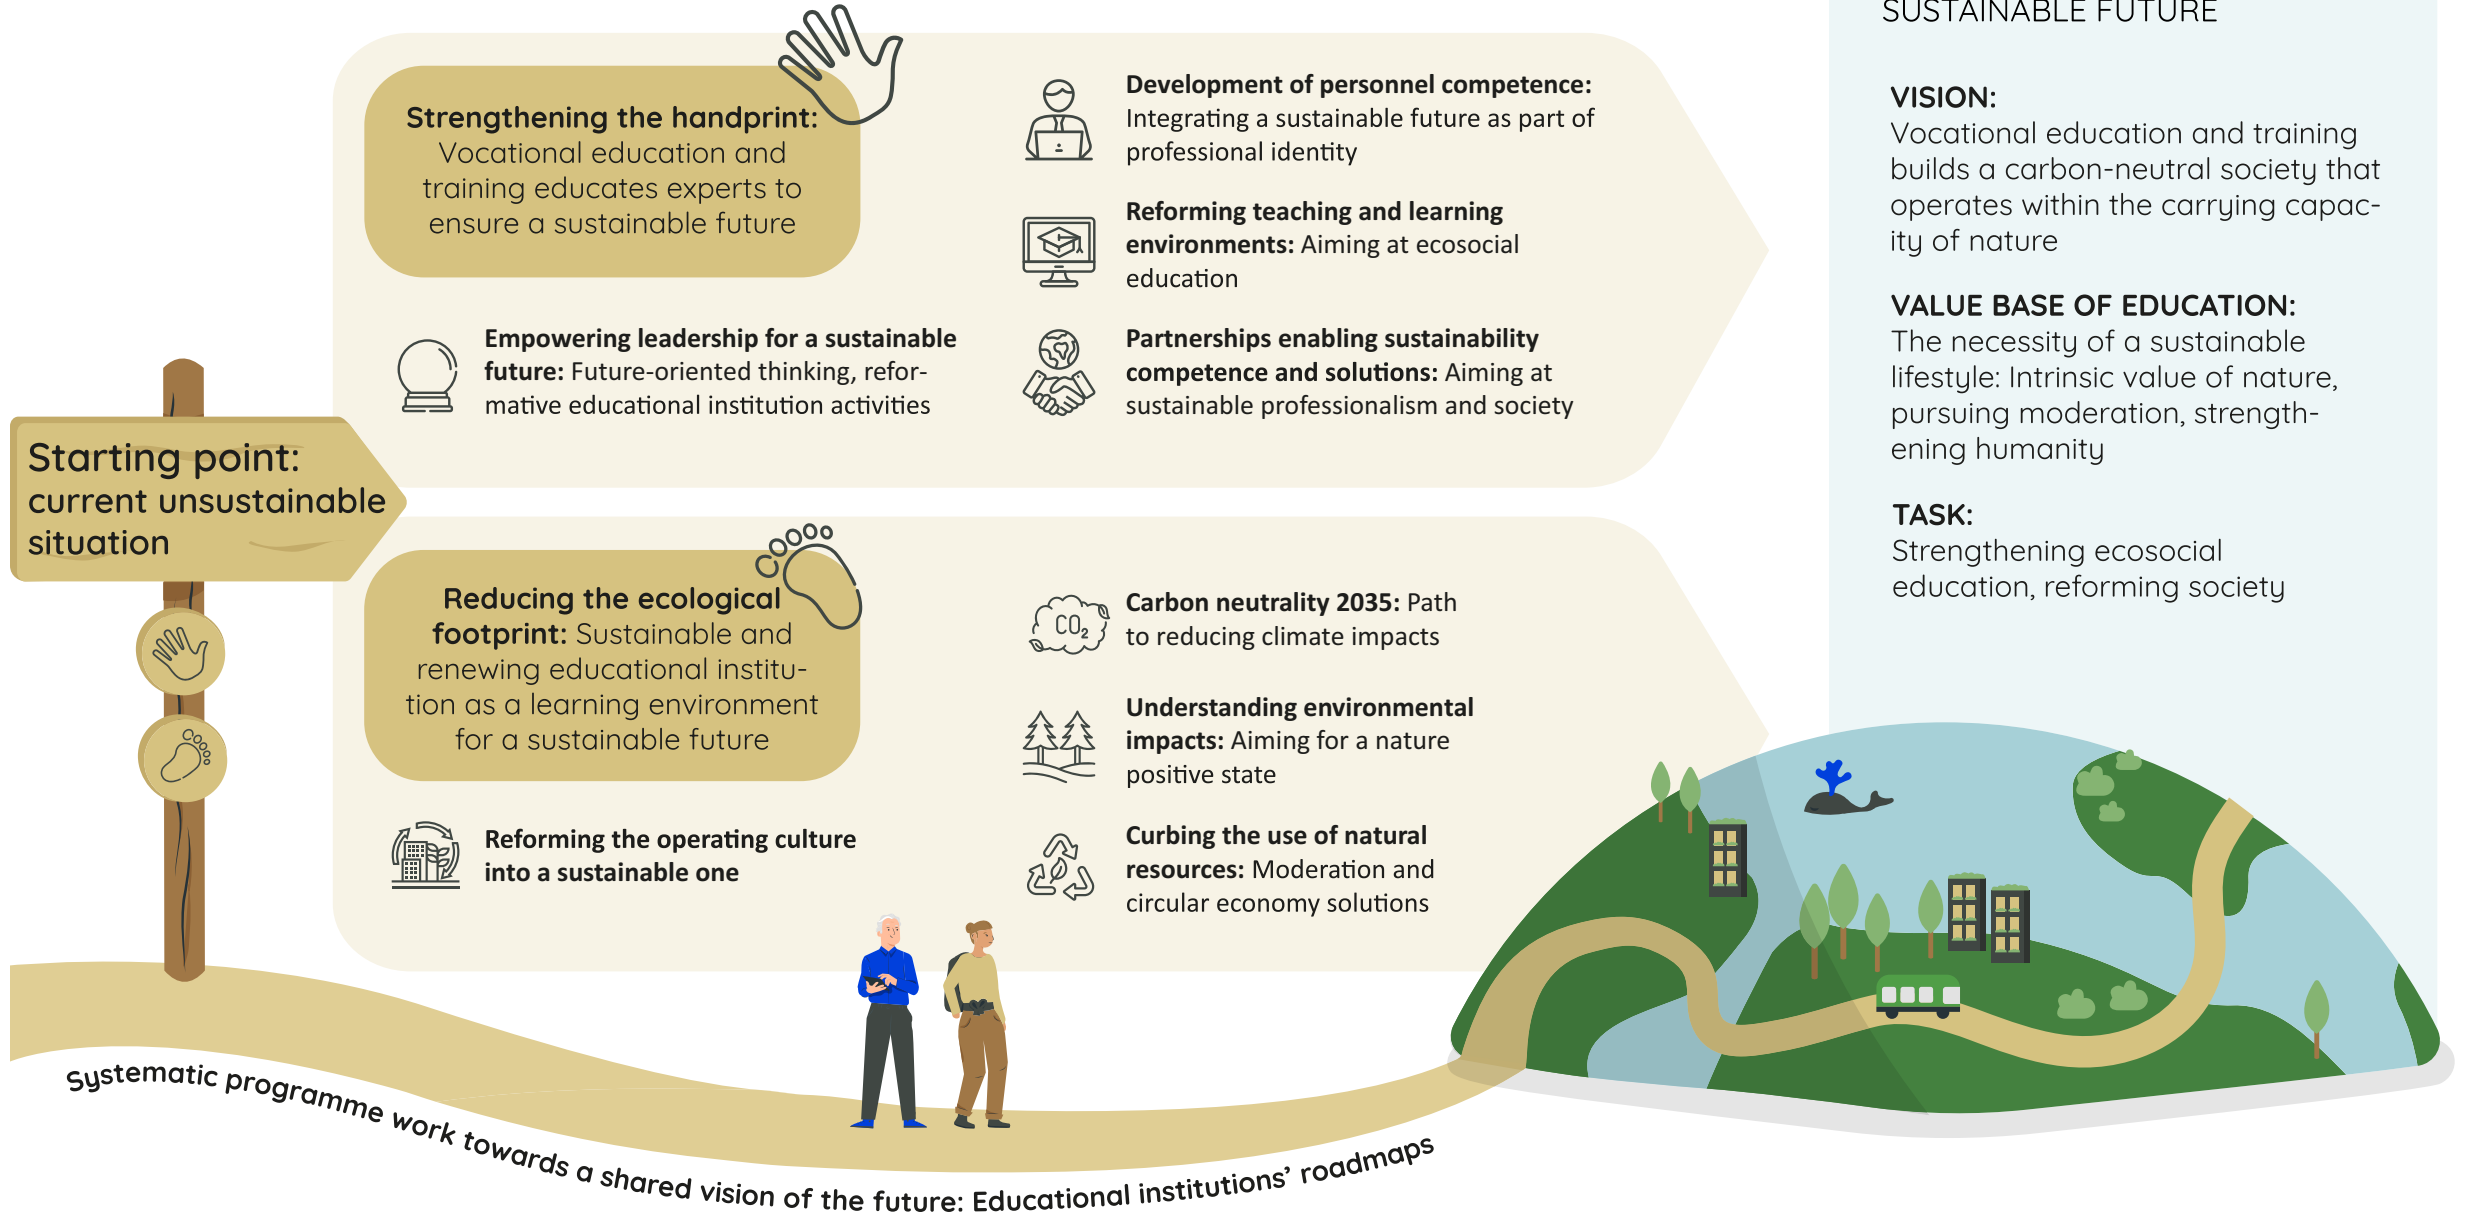 Starting point:
current unsustainable
situation
Strengthening the handprint:
Vocational education and
training educates experts to
ensure a sustainable future
Empowering leadership for a sustainable
future: Future-oriented thinking, refor-
mative educational institution activities
Development of personnel competence:
Integrating a sustainable future as part of
professional identity
Reforming teaching and learning
environments: Aiming at ecosocial
education
Partnerships enabling sustainability
competence and solutions: Aiming at
sustainable professionalism and society
Reducing the ecological
footprint: Sustainable and
renewing educational institu-
tion as a learning environment
for a sustainable future
Reforming the operating culture
into a sustainable one
CO₂
Carbon neutrality 2035: Path
to reducing climate impacts
Understanding environmental
impacts: Aiming for a nature
positive state
Curbing the use of natural
resources: Moderation and
circular economy solutions
SUSTAINABLE FUTURE
VISION:
Vocational education and training
builds a carbon-neutral society that
operates within the carrying capac-
ity of nature
VALUE BASE OF EDUCATION:
The necessity of a sustainable
lifestyle: Intrinsic value of nature,
pursuing moderation, strength-
ening humanity
TASK:
Strengthening ecosocial
education, reforming society
Systematic programme work towards a shared vision of the future: Educational institutions’ roadmaps